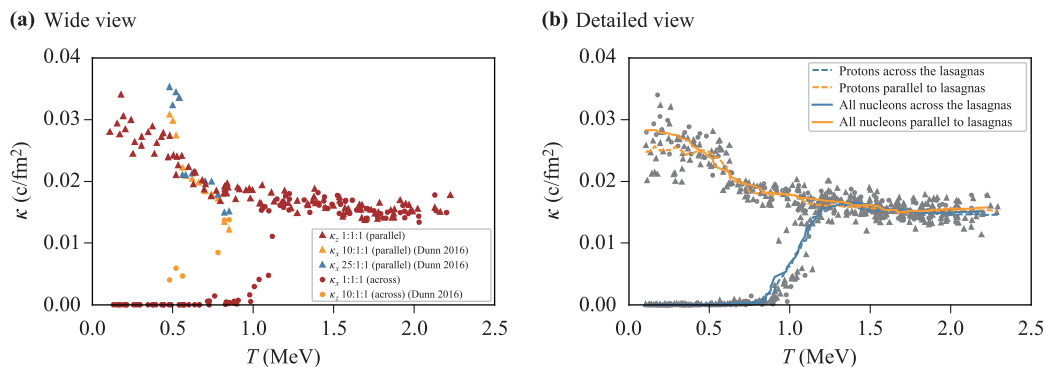 (a) Wide view
0.04
0.03
0.02
0.01
0.00
κ (c/fm²)
0.0 0.5 1.0 1.5 2.0 2.5
T (MeV)
κz 1:1:1 (parallel)
κx 10:1:1 (parallel) (Dunn 2016)
κx 25:1:1 (parallel) (Dunn 2016)
κx 1:1:1 (across)
κz 10:1:1 (across) (Dunn 2016)
(b) Detailed view
0.04
0.03
0.02
0.01
0.00
κ (c/fm²)
0.0 0.5 1.0 1.5 2.0 2.5
T (MeV)
Protons across the lasagnas
Protons parallel to lasagnas
All nucleons across the lasagnas
All nucleons parallel to lasagnas